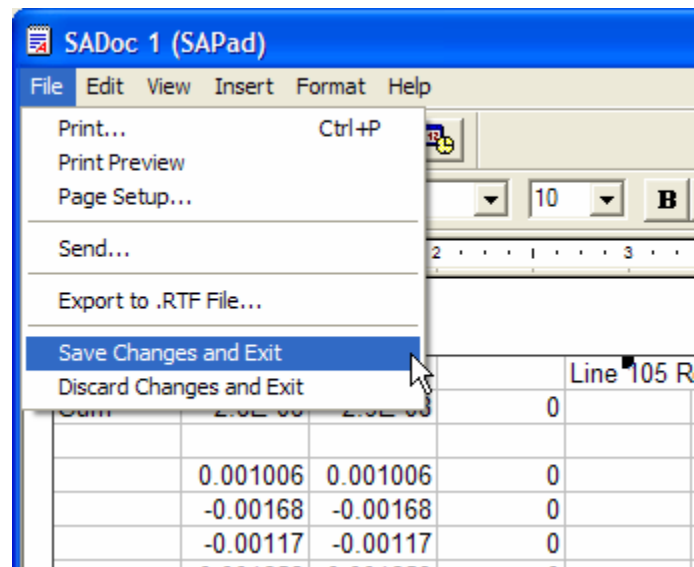 SADoc 1 (SAPad)
File Edit View Insert Format Help
Print... Ctrl+P
Print Preview
Page Setup...
10 B
Send...
2 3
Export to .RTF File...
Save Changes and Exit
Line 105 R
Discard Changes and Exit
0
0.001006 0.001006 0
-0.00168 -0.00168 0
-0.00117 -0.00117 0